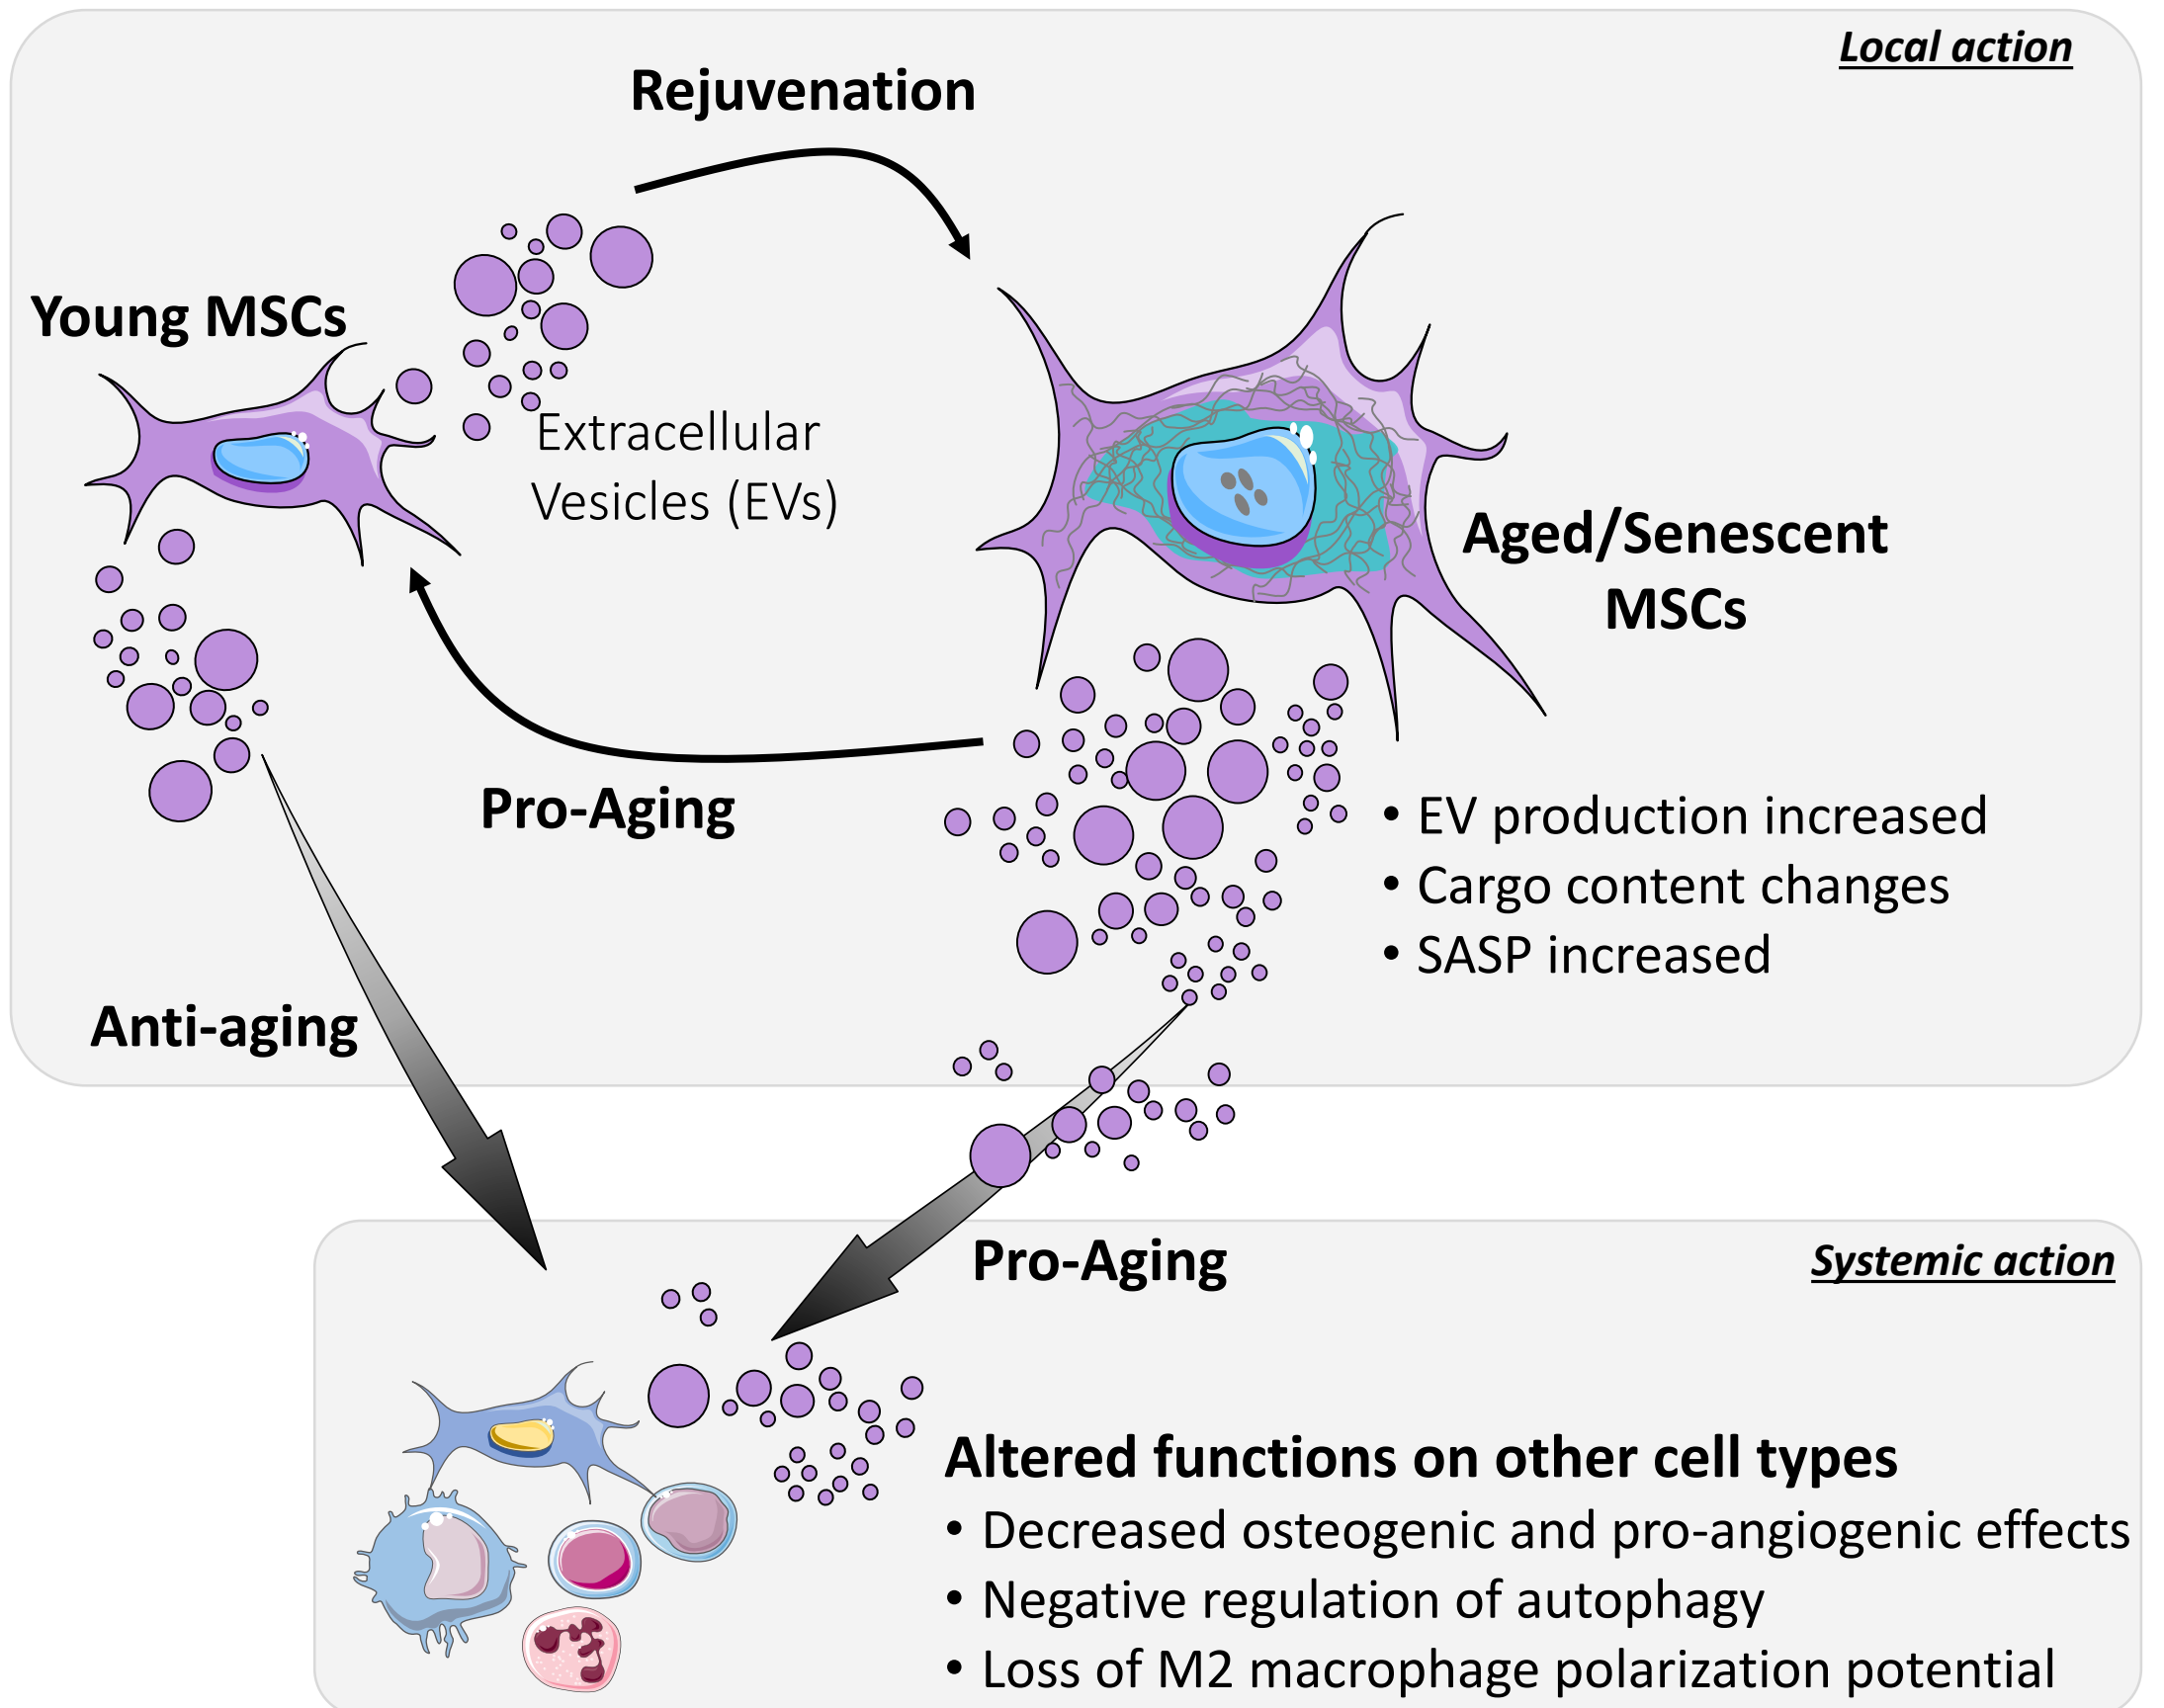 Local action
Rejuvenation
Young MSCs
Extracellular
Vesicles (EVs)
Aged/Senescent
MSCs
Pro-Aging
• EV production increased
• Cargo content changes
• SASP increased
Anti-aging
Pro-Aging
Systemic action
Altered functions on other cell types
• Decreased osteogenic and pro-angiogenic effects
• Negative regulation of autophagy
• Loss of M2 macrophage polarization potential